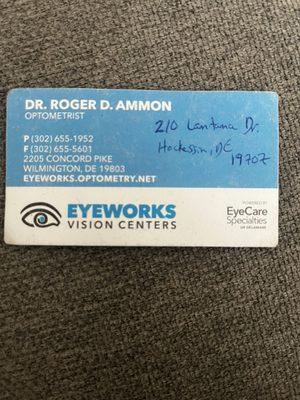 DR. ROGER D. AMMON
OPTOMETRIST
P (302) 655-1952
F (302) 655-5601
2205 CONCORD PIKE
WILMINGTON, DE 19803
EYEWORKS.OPTOMETRY.NET
210 Lantana Dr.
Hockessin, DE
19707
EYEWORKS
VISION CENTERS
POWERED BY
EyeCare
Specialties
OF DELAWARE